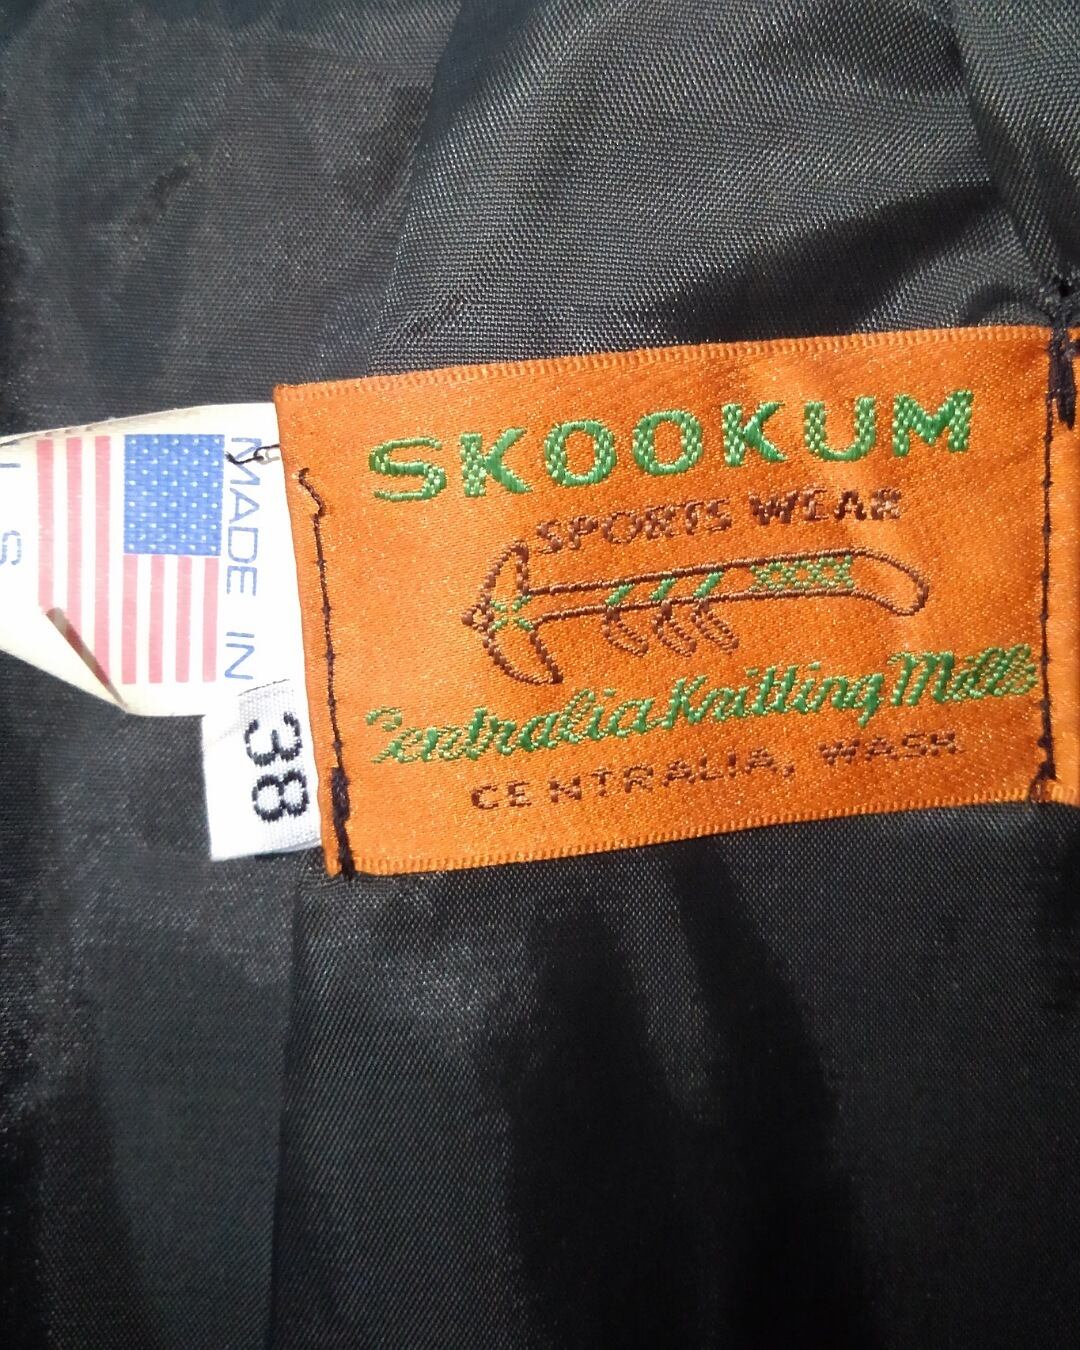 SKOOKUM
SPORTS WEAR
Centralia Knitting Mills
CENTRALIA, WASH
MADE IN
38